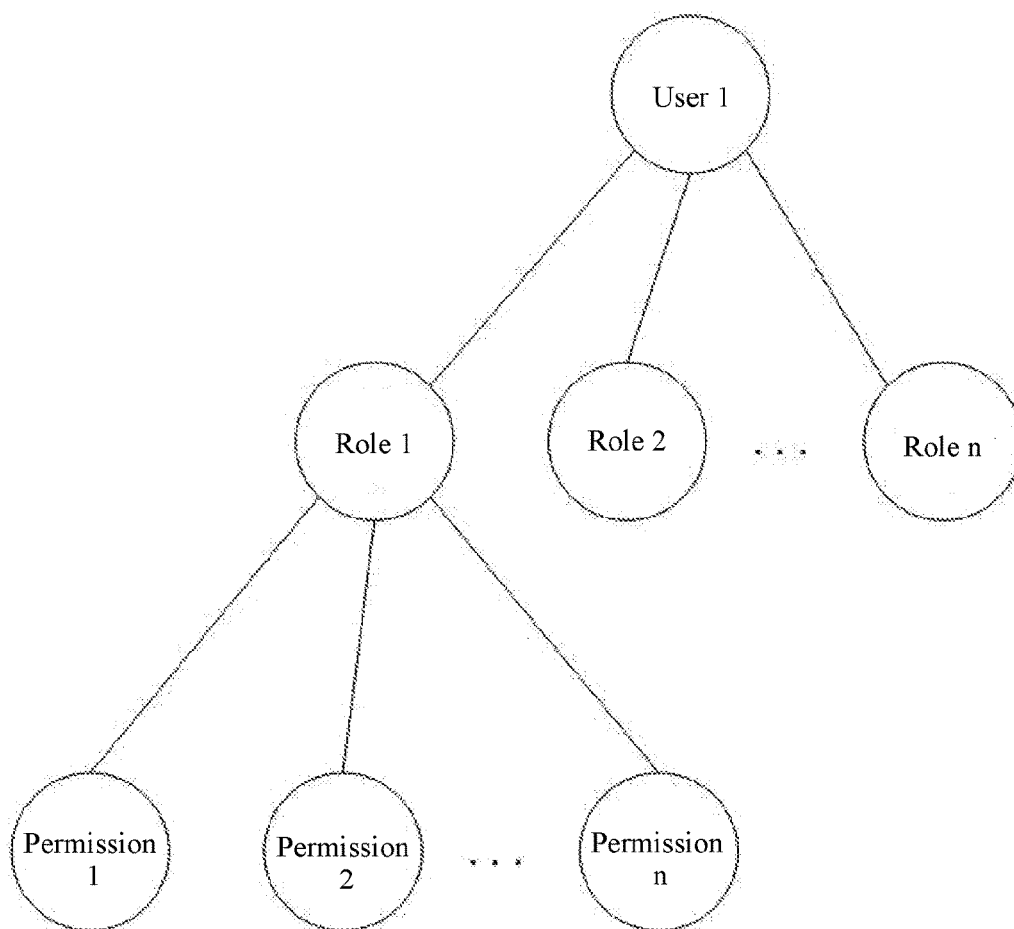 User 1
Role 1
Role 2
. . .
Role n
Permission
1
Permission
2
. . .
Permission
n